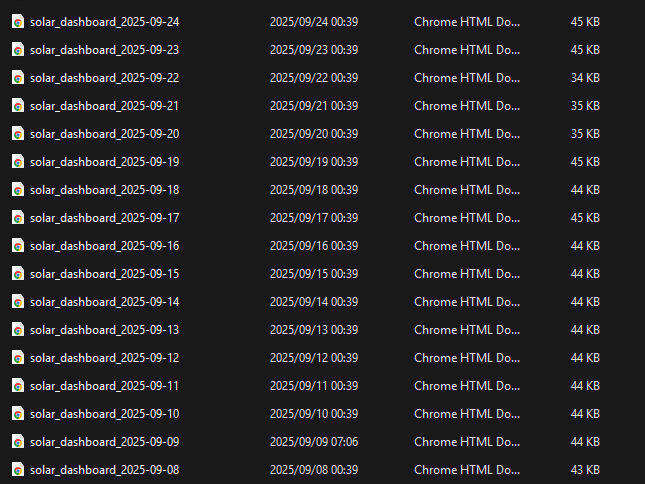 solar_dashboard_2025-09-24 2025/09/24 00:39 Chrome HTML Do... 45 KB
solar_dashboard_2025-09-23 2025/09/23 00:39 Chrome HTML Do... 45 KB
solar_dashboard_2025-09-22 2025/09/22 00:39 Chrome HTML Do... 34 KB
solar_dashboard_2025-09-21 2025/09/21 00:39 Chrome HTML Do... 35 KB
solar_dashboard_2025-09-20 2025/09/20 00:39 Chrome HTML Do... 35 KB
solar_dashboard_2025-09-19 2025/09/19 00:39 Chrome HTML Do... 45 KB
solar_dashboard_2025-09-18 2025/09/18 00:39 Chrome HTML Do... 44 KB
solar_dashboard_2025-09-17 2025/09/17 00:39 Chrome HTML Do... 45 KB
solar_dashboard_2025-09-16 2025/09/16 00:39 Chrome HTML Do... 44 KB
solar_dashboard_2025-09-15 2025/09/15 00:39 Chrome HTML Do... 44 KB
solar_dashboard_2025-09-14 2025/09/14 00:39 Chrome HTML Do... 44 KB
solar_dashboard_2025-09-13 2025/09/13 00:39 Chrome HTML Do... 44 KB
solar_dashboard_2025-09-12 2025/09/12 00:39 Chrome HTML Do... 44 KB
solar_dashboard_2025-09-11 2025/09/11 00:39 Chrome HTML Do... 44 KB
solar_dashboard_2025-09-10 2025/09/10 00:39 Chrome HTML Do... 44 KB
solar_dashboard_2025-09-09 2025/09/09 07:06 Chrome HTML Do... 44 KB
solar_dashboard_2025-09-08 2025/09/08 00:39 Chrome HTML Do... 43 KB